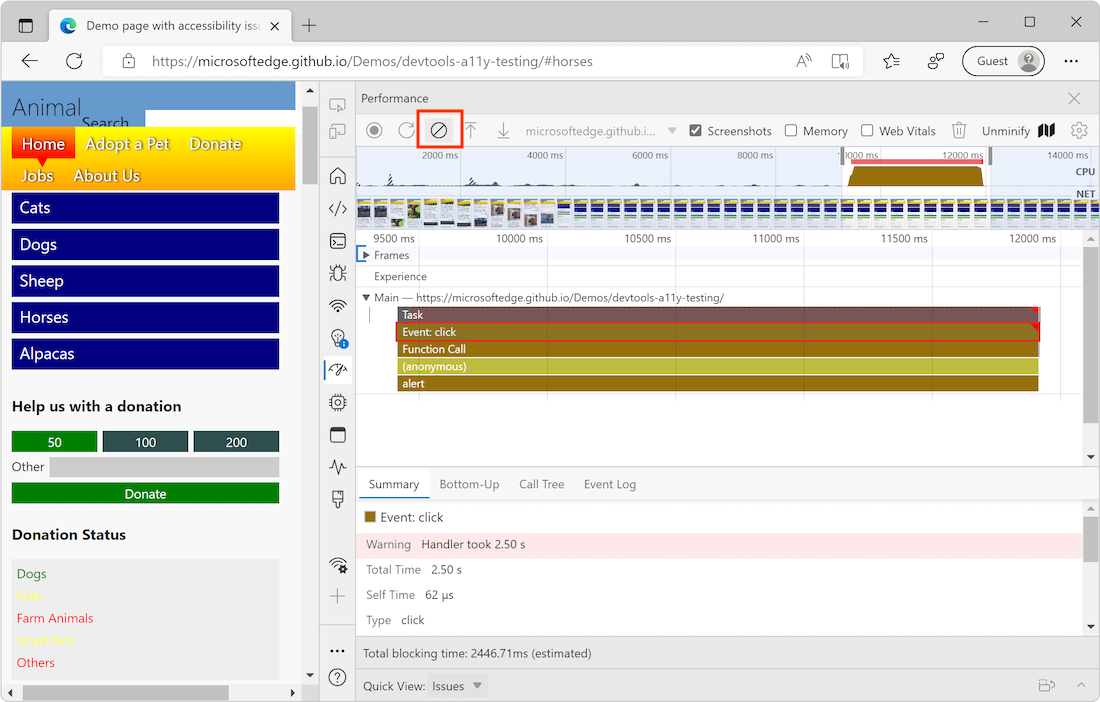 Demo page with accessibility issu
https://microsoftedge.github.io/Demos/devtools-a11y-testing/#horses
Guest
Animal
Search
Home
Adopt a Pet
Donate
Jobs
About Us
Cats
Dogs
Sheep
Horses
Alpacas
Help us with a donation
50
100
200
Other
Donate
Donation Status
Dogs
Cats
Farm Animals
Small Pets
Others
Performance
microsoftedge.github.i...
Screenshots
Memory
Web Vitals
Unminify
2000 ms
4000 ms
6000 ms
8000 ms
0000 ms
12000 ms
14000 ms
CPU
NET
9500 ms
10000 ms
10500 ms
11000 ms
11500 ms
12000 ms
Frames
Experience
Main — https://microsoftedge.github.io/Demos/devtools-a11y-testing/
Task
Event: click
Function Call
(anonymous)
alert
Summary
Bottom-Up
Call Tree
Event Log
Event: click
Warning Handler took 2.50 s
Total Time 2.50 s
Self Time 62 μs
Type click
Total blocking time: 2446.71ms (estimated)
Quick View: Issues